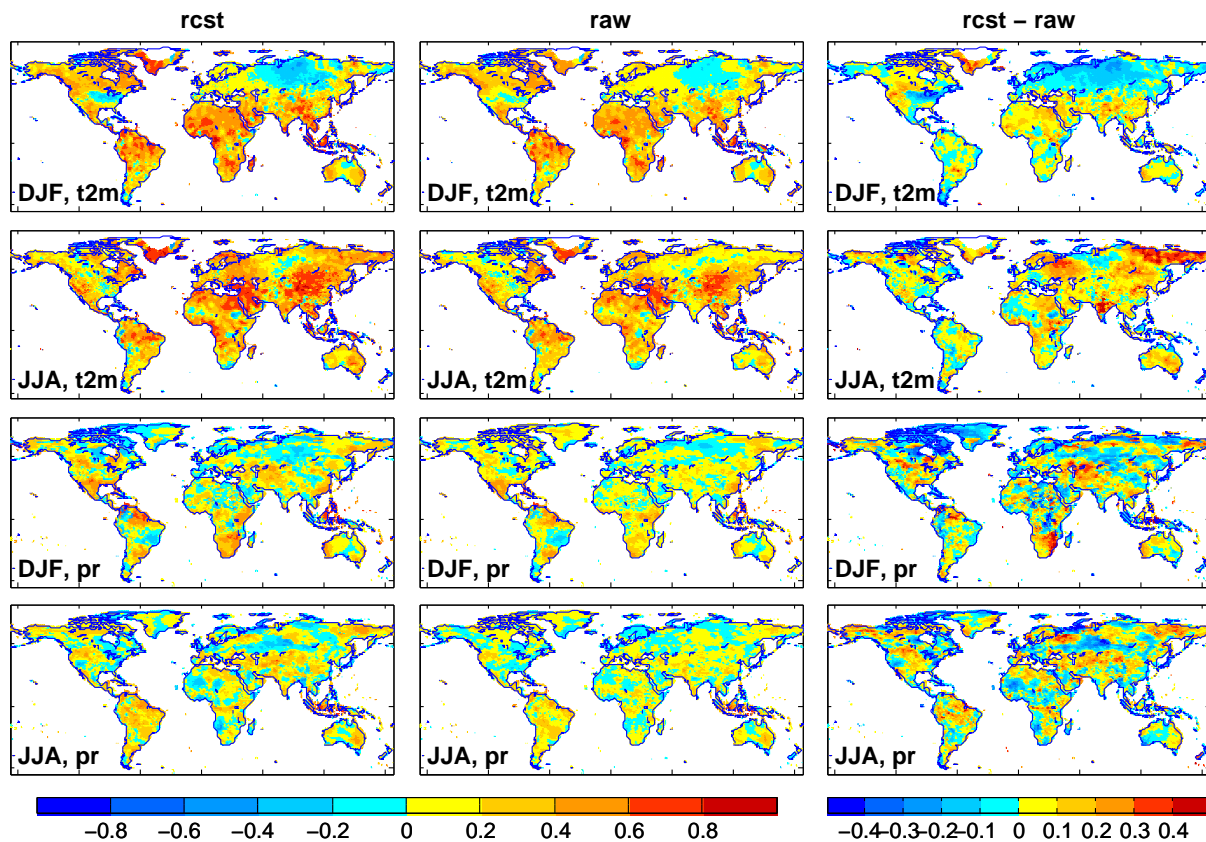 rcst raw rcst − raw
DJF, t2m DJF, t2m DJF, t2m
JJA, t2m JJA, t2m JJA, t2m
DJF, pr DJF, pr DJF, pr
JJA, pr JJA, pr JJA, pr
−0.8 −0.6 −0.4 −0.2 0 0.2 0.4 0.6 0.8 −0.4 −0.3 −0.2 −0.1 0 0.1 0.2 0.3 0.4